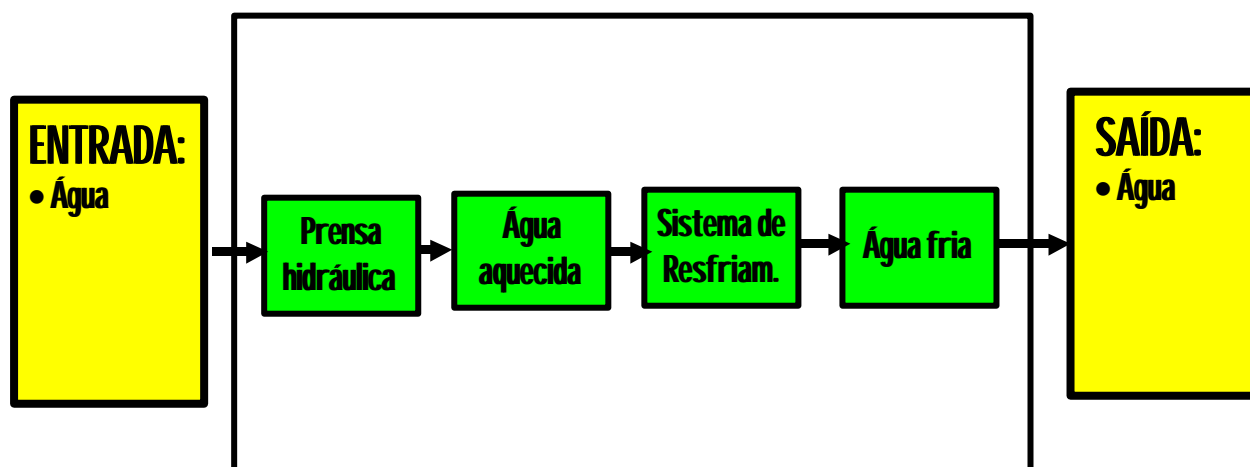 ENTRADA:
• Água
Prensa
hidráulica
Água
aquecida
Sistema de
Resfriam.
Água fria
SAÍDA:
• Água